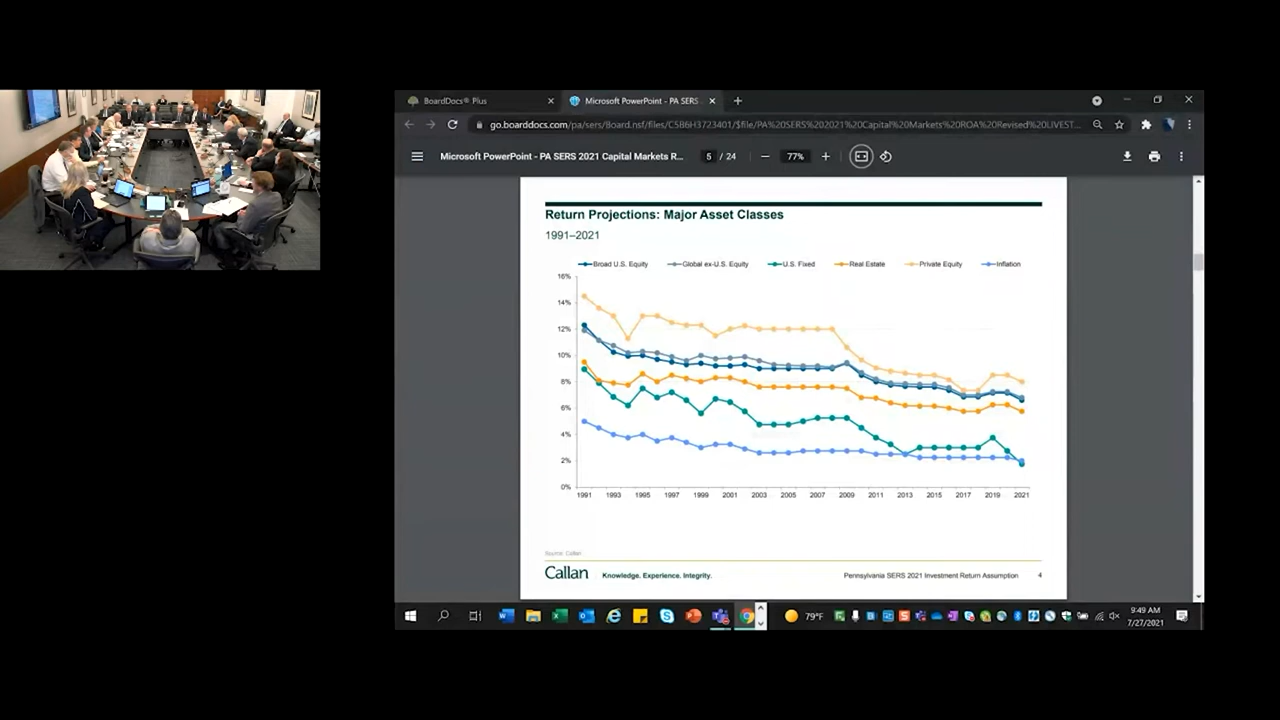 BoardDocs® Plus
Microsoft PowerPoint - PA SERS
go.boarddocs.com/pa/sers/Board.nsf/files/C5B6H3723401/$file/PA%20SERS%202021%20Capital%20Markets%20ROA%20Revised%20LIVEST...
Microsoft PowerPoint - PA SERS 2021 Capital Markets R...
5 / 24
77%
Return Projections: Major Asset Classes
1991–2021
Broad U.S. Equity Global ex-U.S. Equity U.S. Fixed Real Estate Private Equity Inflation
16%
14%
12%
10%
8%
6%
4%
2%
0%
1991 1993 1995 1997 1999 2001 2003 2005 2007 2009 2011 2013 2015 2017 2019 2021
Source: Callan
Callan Knowledge. Experience. Integrity. Pennsylvania SERS 2021 Investment Return Assumption 4
79°F
9:49 AM
7/27/2021